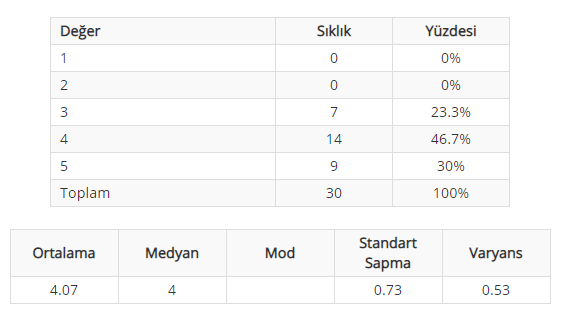 Değer Sıklık Yüzdesi
1 0 0%
2 0 0%
3 7 23.3%
4 14 46.7%
5 9 30%
Toplam 30 100%
Ortalama Medyan Mod Standart Sapma Varyans
4.07 4 0.73 0.53